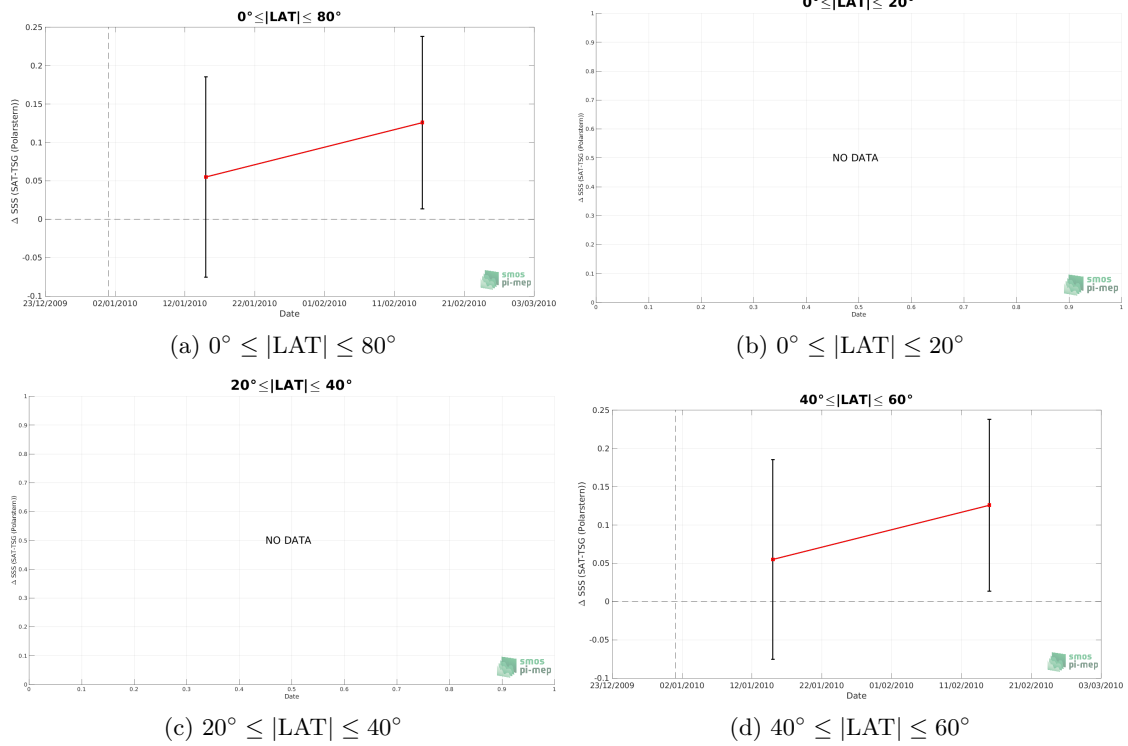 0°≤|LAT|≤ 80°
0.25
0.2
0.15
0.1
0.05
0
-0.05
-0.1
Δ SSS (SAT-TSG (Polarstern))
23/12/2009 02/01/2010 12/01/2010 22/01/2010 01/02/2010 11/02/2010 21/02/2010 03/03/2010
Date
smos
pi-mep
(a) 0° ≤ |LAT| ≤ 80°
0°≤|LAT|≤ 20°
1
0.9
0.8
0.7
0.6
0.5
0.4
0.3
0.2
0.1
0
Δ SSS (SAT-TSG (Polarstern))
NO DATA
0 0.1 0.2 0.3 0.4 0.5 0.6 0.7 0.8 0.9 1
Date
smos
pi-mep
(b) 0° ≤ |LAT| ≤ 20°
20°≤|LAT|≤ 40°
1
0.9
0.8
0.7
0.6
0.5
0.4
0.3
0.2
0.1
0
Δ SSS (SAT-TSG (Polarstern))
NO DATA
0 0.1 0.2 0.3 0.4 0.5 0.6 0.7 0.8 0.9 1
Date
smos
pi-mep
(c) 20° ≤ |LAT| ≤ 40°
40°≤|LAT|≤ 60°
0.25
0.2
0.15
0.1
0.05
0
-0.05
-0.1
Δ SSS (SAT-TSG (Polarstern))
23/12/2009 02/01/2010 12/01/2010 22/01/2010 01/02/2010 11/02/2010 21/02/2010 03/03/2010
Date
smos
pi-mep
(d) 40° ≤ |LAT| ≤ 60°